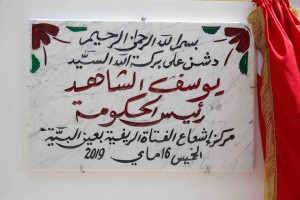 بسم الله الرحمن الرحيم
دشن على بركة الله السيد
يوسف الشاهد
رئيس الحكومة
مركز إشعاع الفتاة الريفية بعين البيّة
الخميس 16 ماي 2019